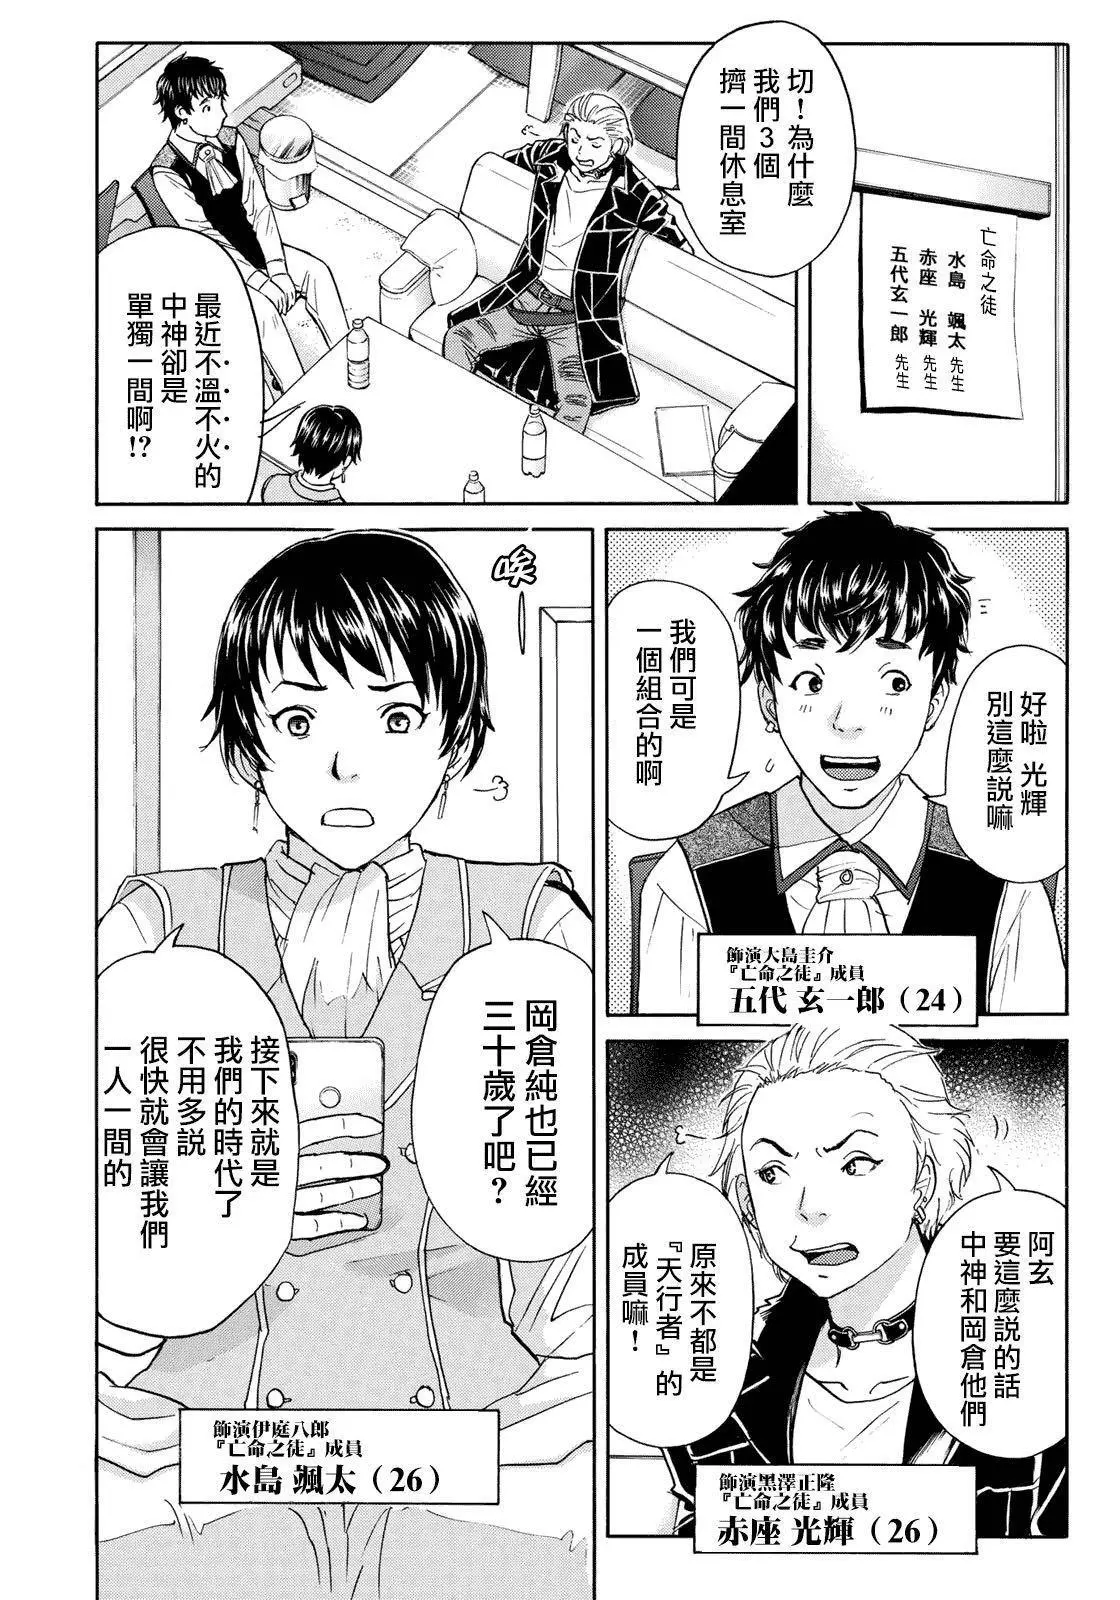 亡命之徒
水島 颯太 先生
赤座 光輝 先生
五代玄一郎 先生
切！為什麼
我們3個
擠一間休息室
最近不溫不火的
中神卻是
單獨一間啊!?
好啦 光輝
別這麼說嘛
我們可是
一個組合的啊
飾演大島圭介
『亡命之徒』成員
五代 玄一郎（24）
阿玄
要這麼說的話
中神和岡倉他們
原來不都是
『天行者』的
成員嘛！
飾演黑澤正隆
『亡命之徒』成員
赤座 光輝（26）
唉
岡倉純也已經
三十歲了吧？
接下來就是
我們的時代了
不用多說
很快就會讓我們
一人一間的
飾演伊庭八郎
『亡命之徒』成員
水島 颯太（26）